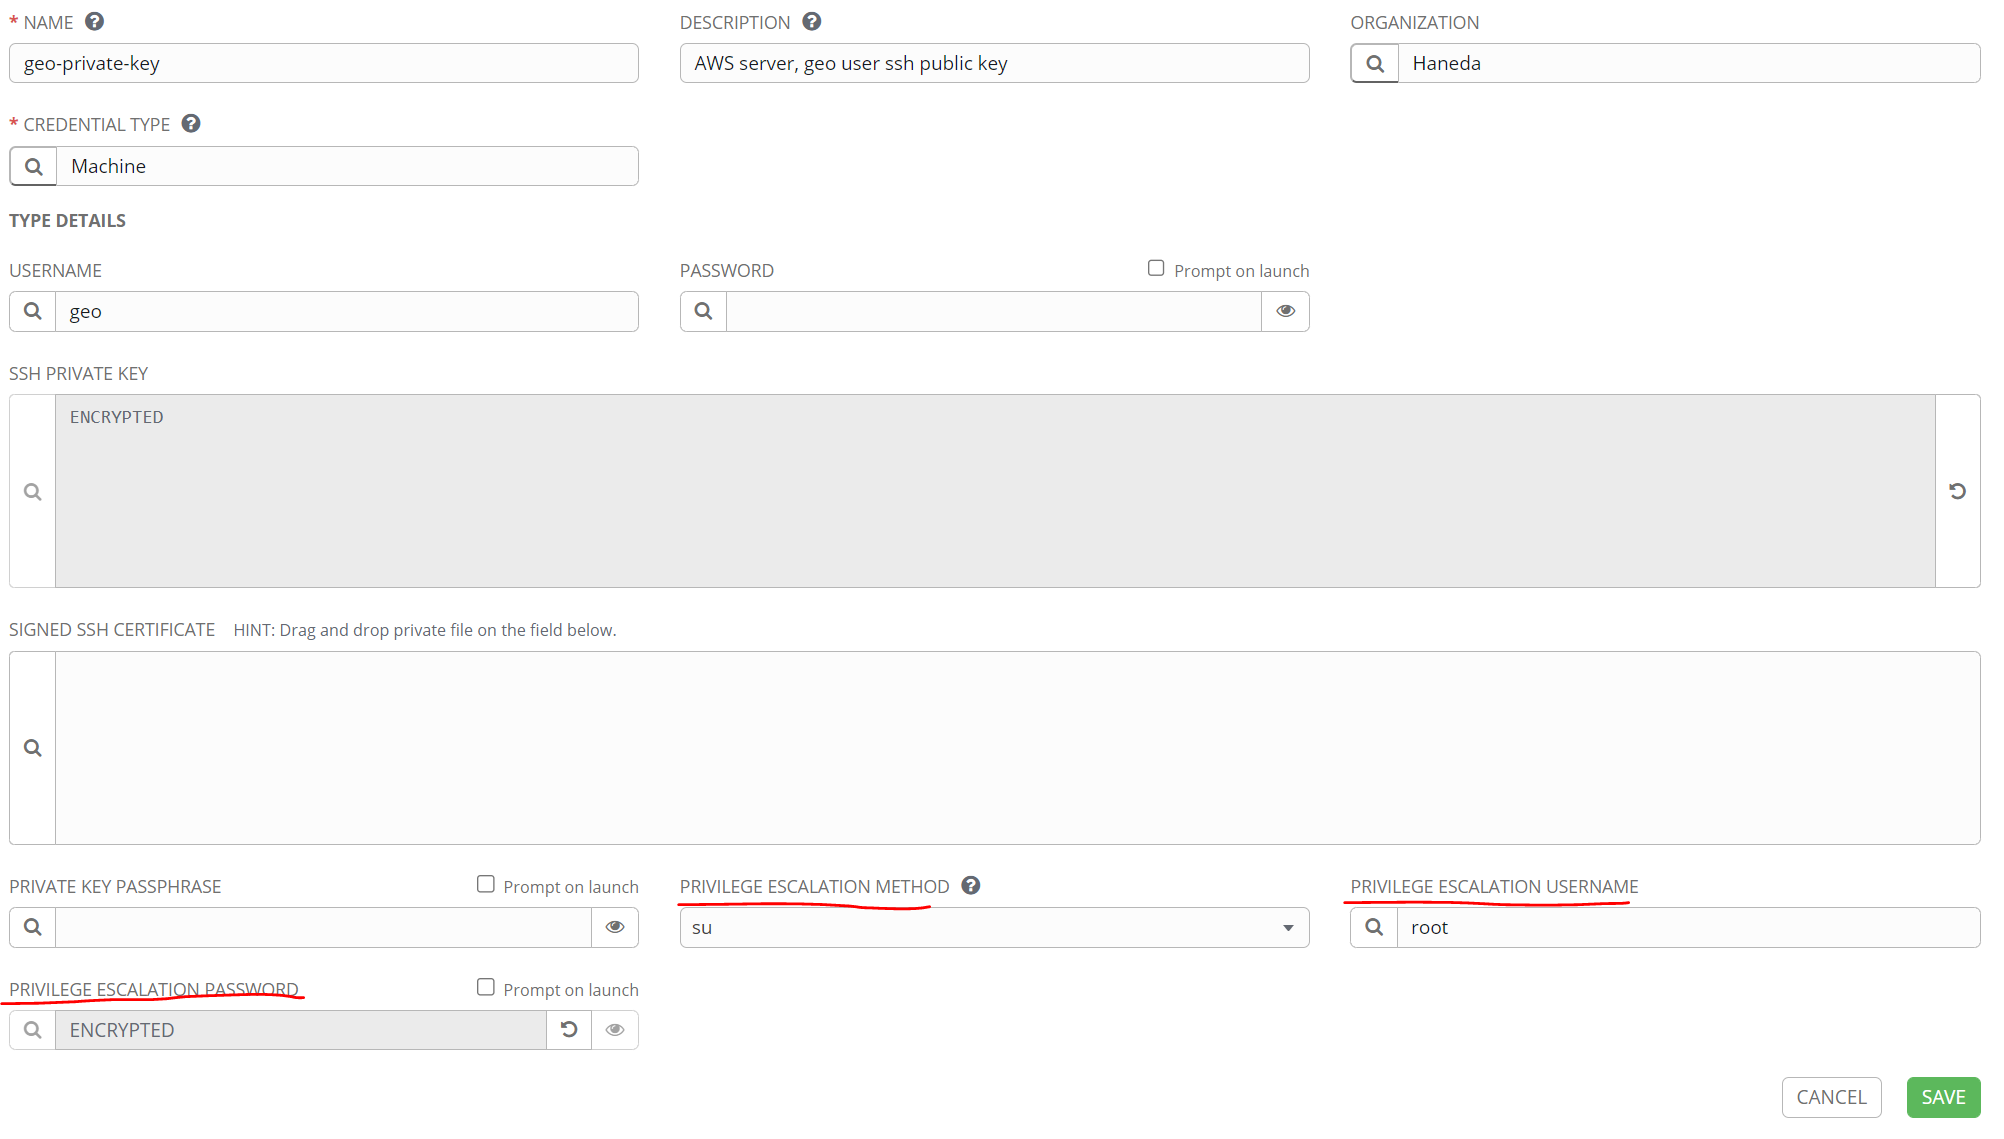 * NAME
DESCRIPTION
ORGANIZATION
geo-private-key
AWS server, geo user ssh public key
Haneda
* CREDENTIAL TYPE
Machine
TYPE DETAILS
USERNAME
PASSWORD
Prompt on launch
geo
SSH PRIVATE KEY
ENCRYPTED
SIGNED SSH CERTIFICATE HINT: Drag and drop private file on the field below.
PRIVATE KEY PASSPHRASE
Prompt on launch
PRIVILEGE ESCALATION METHOD
PRIVILEGE ESCALATION USERNAME
su
root
PRIVILEGE ESCALATION PASSWORD
Prompt on launch
ENCRYPTED
CANCEL
SAVE